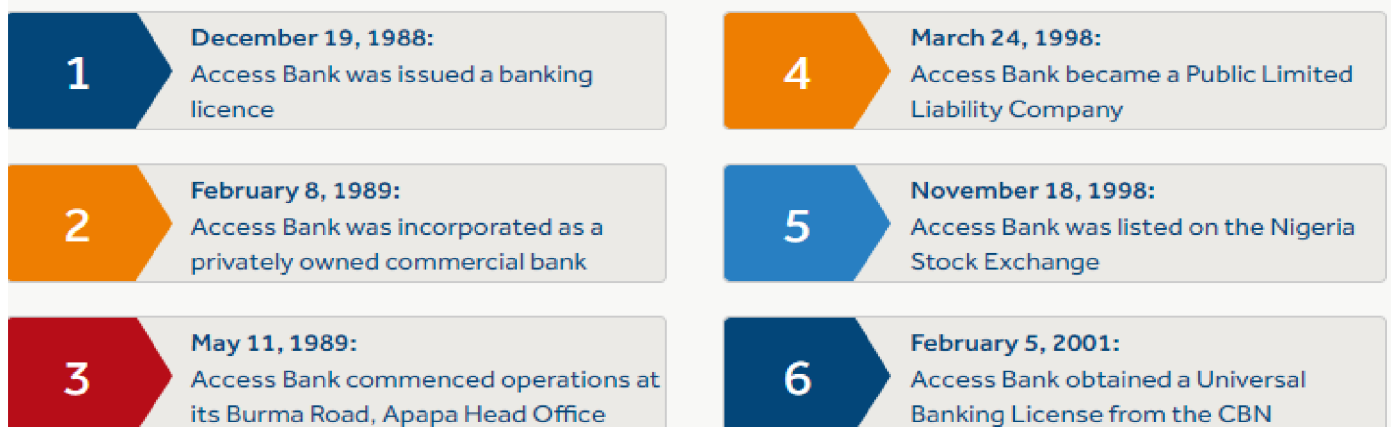 1
December 19, 1988:
Access Bank was issued a banking
licence
2
February 8, 1989:
Access Bank was incorporated as a
privately owned commercial bank
3
May 11, 1989:
Access Bank commenced operations at
its Burma Road, Apapa Head Office
4
March 24, 1998:
Access Bank became a Public Limited
Liability Company
5
November 18, 1998:
Access Bank was listed on the Nigeria
Stock Exchange
6
February 5, 2001:
Access Bank obtained a Universal
Banking License from the CBN